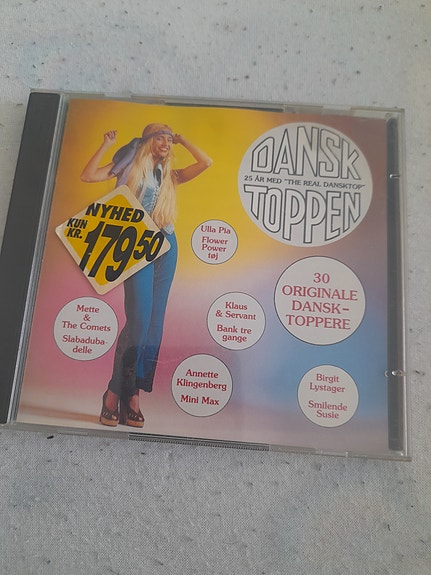 DANSK
25 ÅR MED "THE REAL DANSKTOP"
TOPPEN
NYHED
KUN
KR.
17950
Ulla Pia
Flower
Power
tøj
30
ORIGINALE
DANSK-
TOPPERE
Mette
&
The Comets
Slabaduba-
delle
Klaus
& Servant
Bank tre
gange
Annette
Klingenberg
Mini Max
Birgit
Lystager
Smilende
Susie